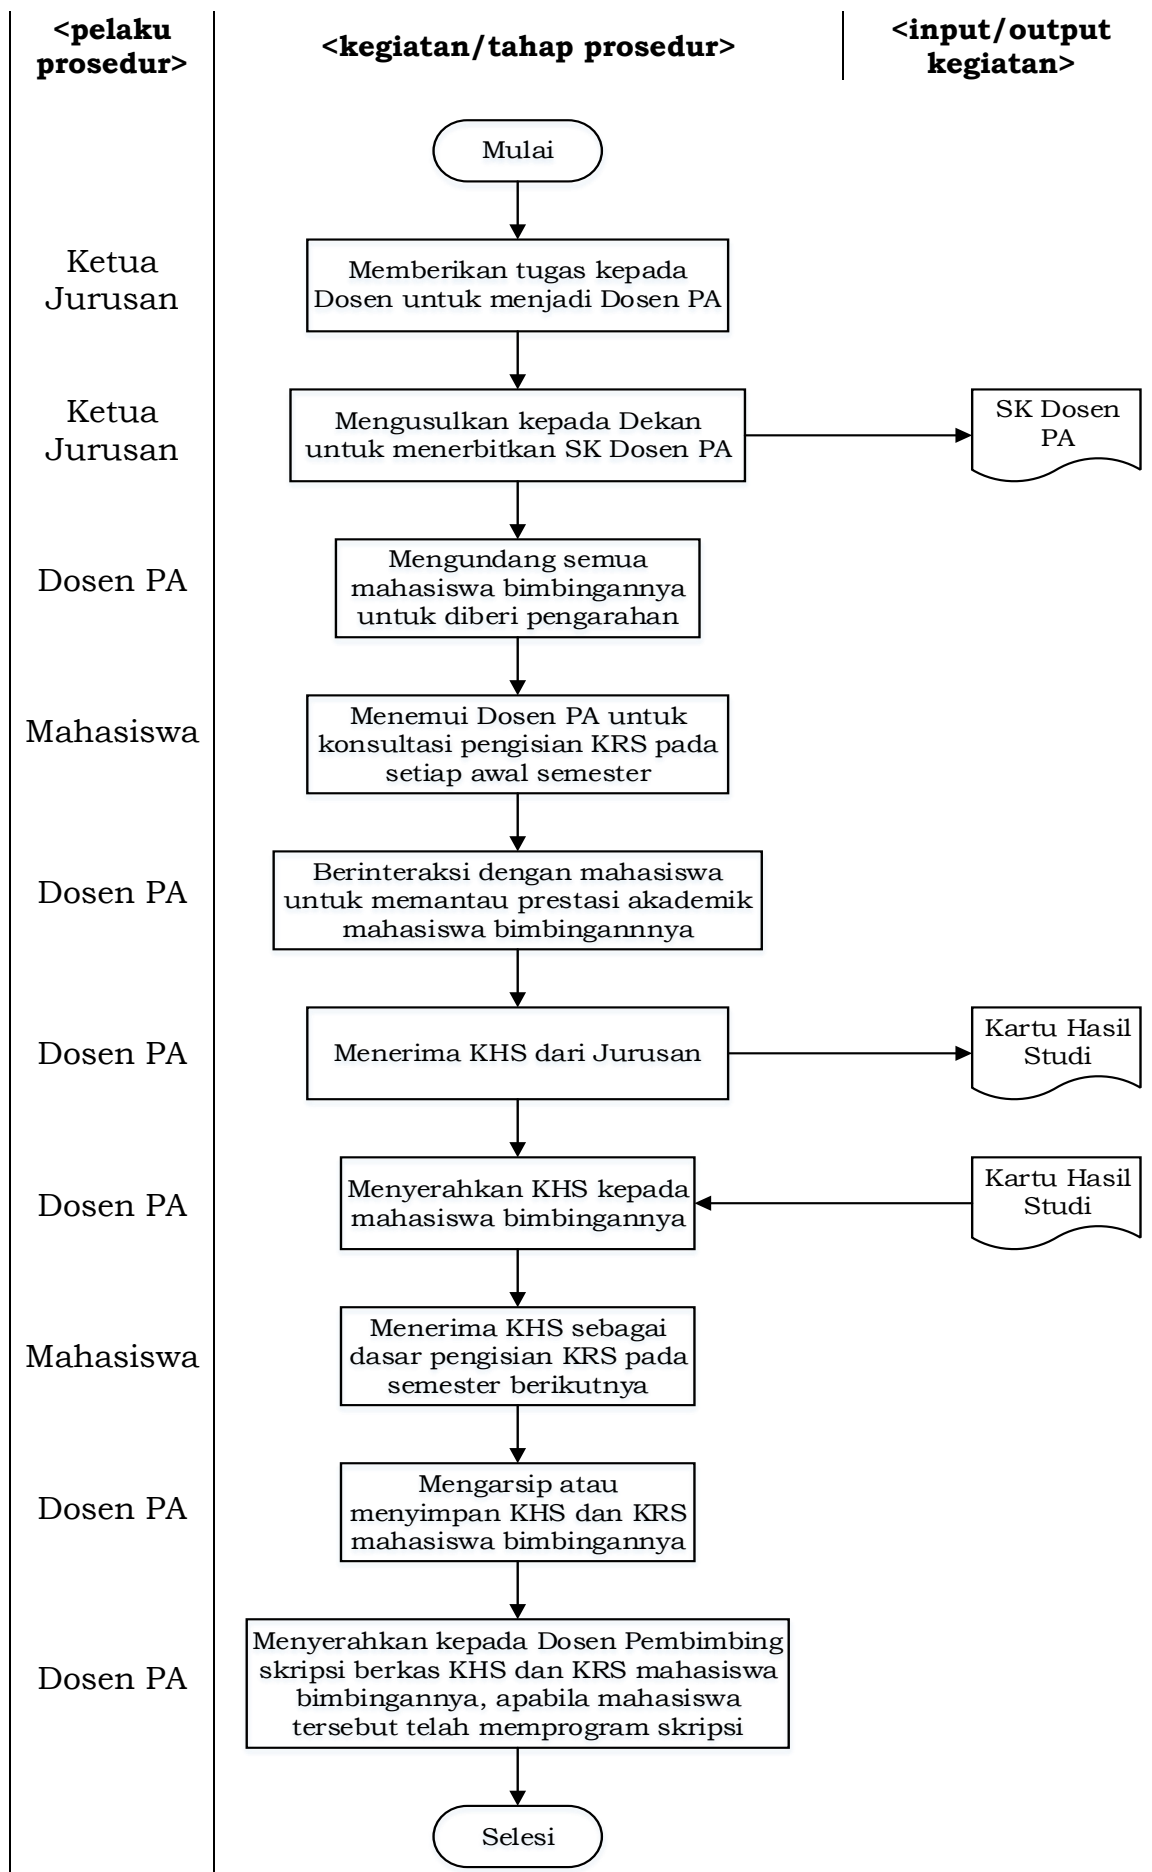 <pelaku
prosedur>
<kegiatan/tahap prosedur>
<input/output
kegiatan>
Mulai
Ketua
Jurusan
Memberikan tugas kepada
Dosen untuk menjadi Dosen PA
Ketua
Jurusan
Mengusulkan kepada Dekan
untuk menerbitkan SK Dosen PA
SK Dosen
PA
Dosen PA
Mengundang semua
mahasiswa bimbingannya
untuk diberi pengarahan
Mahasiswa
Menemui Dosen PA untuk
konsultasi pengisian KRS pada
setiap awal semester
Dosen PA
Berinteraksi dengan mahasiswa
untuk memantau prestasi akademik
mahasiswa bimbingannnya
Dosen PA
Menerima KHS dari Jurusan
Kartu Hasil
Studi
Dosen PA
Menyerahkan KHS kepada
mahasiswa bimbingannya
Kartu Hasil
Studi
Mahasiswa
Menerima KHS sebagai
dasar pengisian KRS pada
semester berikutnya
Dosen PA
Mengarsip atau
menyimpan KHS dan KRS
mahasiswa bimbingannya
Dosen PA
Menyerahkan kepada Dosen Pembimbing
skripsi berkas KHS dan KRS mahasiswa
bimbingannya, apabila mahasiswa
tersebut telah memprogram skripsi
Selesi